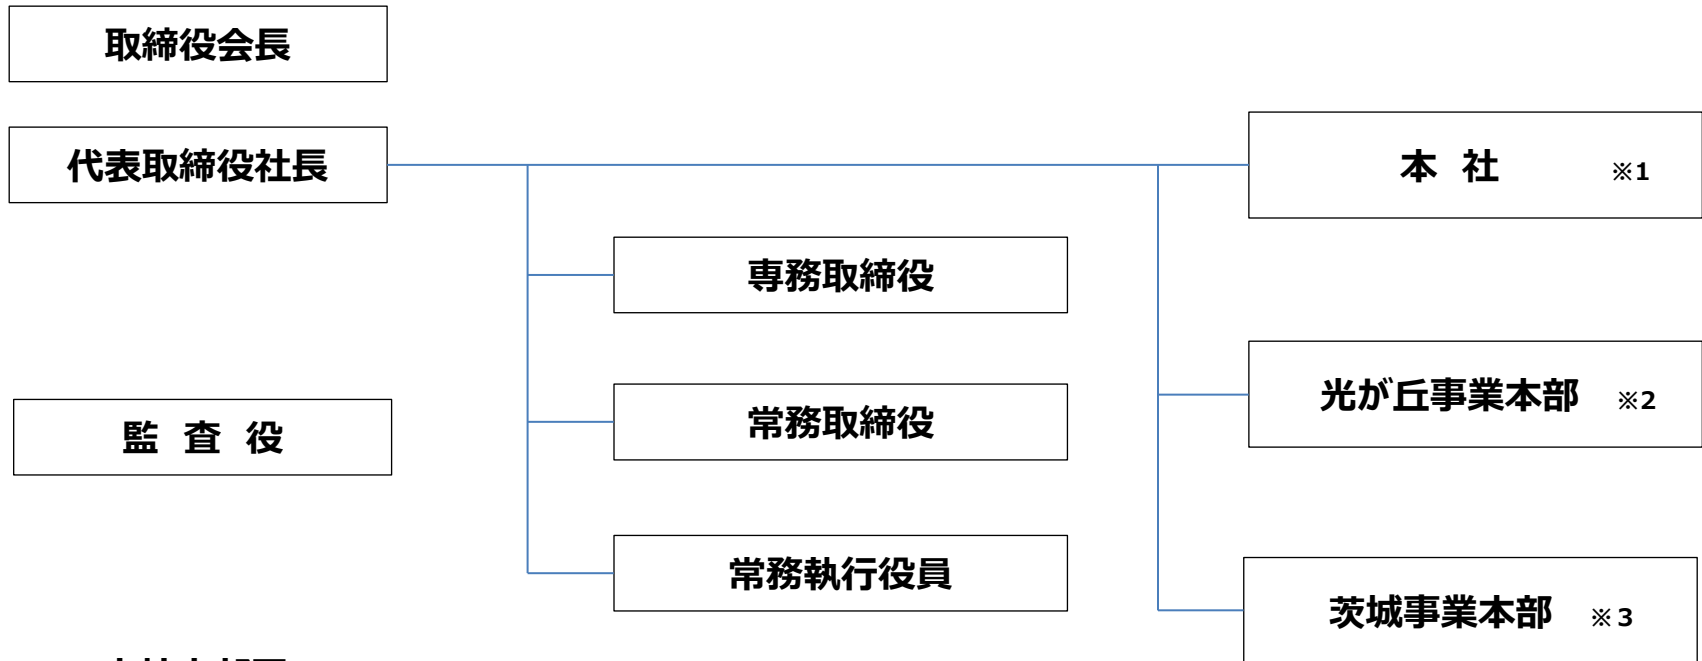 取締役会長
代表取締役社長
本 社 ※1
専務取締役
光が丘事業本部 ※2
常務取締役
監 査 役
常務執行役員
茨城事業本部 ※3